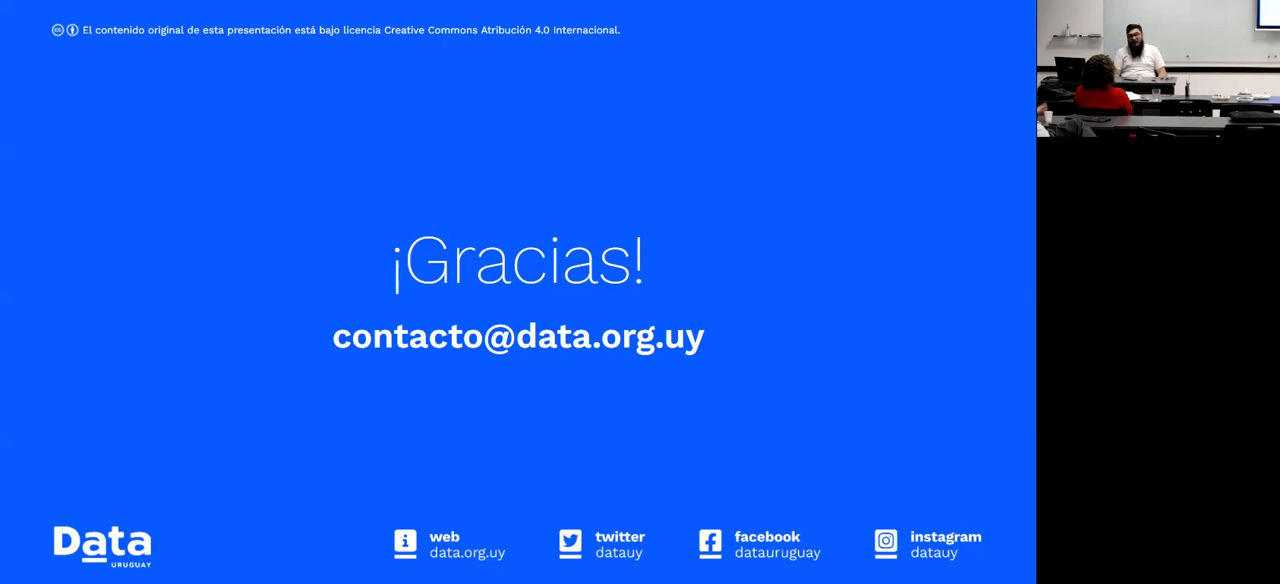 El contenido original de esta presentación está bajo licencia Creative Commons Atribución 4.0 Internacional.
¡Gracias!
contacto@data.org.uy
Data
URUGUAY
web
data.org.uy
twitter
datauy
facebook
datauruguay
instagram
datauy